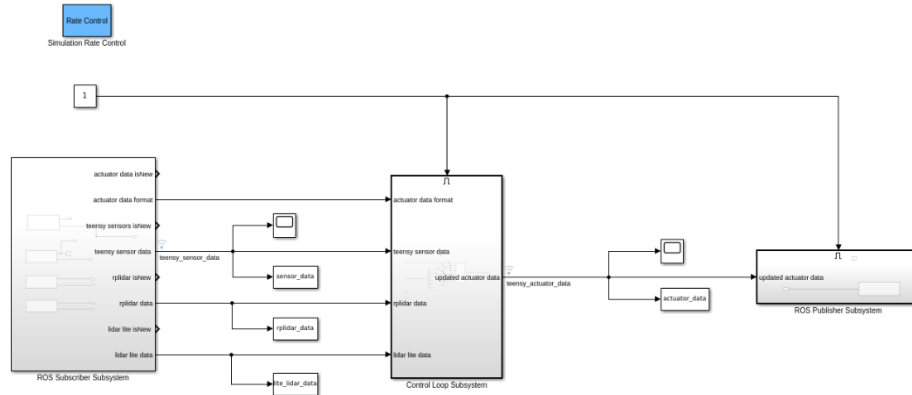 Rate Control
Simulation Rate Control
1
actuator data isNew
actuator data format
teensy sensors isNew
teensy sensor data
rplidar isNew
rplidar data
lidar lite isNew
lidar lite data
ROS Subscriber Subsystem
teensy_sensor_data
sensor_data
rplidar_data
lite_lidar_data
actuator data format
teensy sensor data
updated actuator data
rplidar data
lidar lite data
Control Loop Subsystem
teensy_actuator_data
actuator_data
updated actuator data
ROS Publisher Subsystem